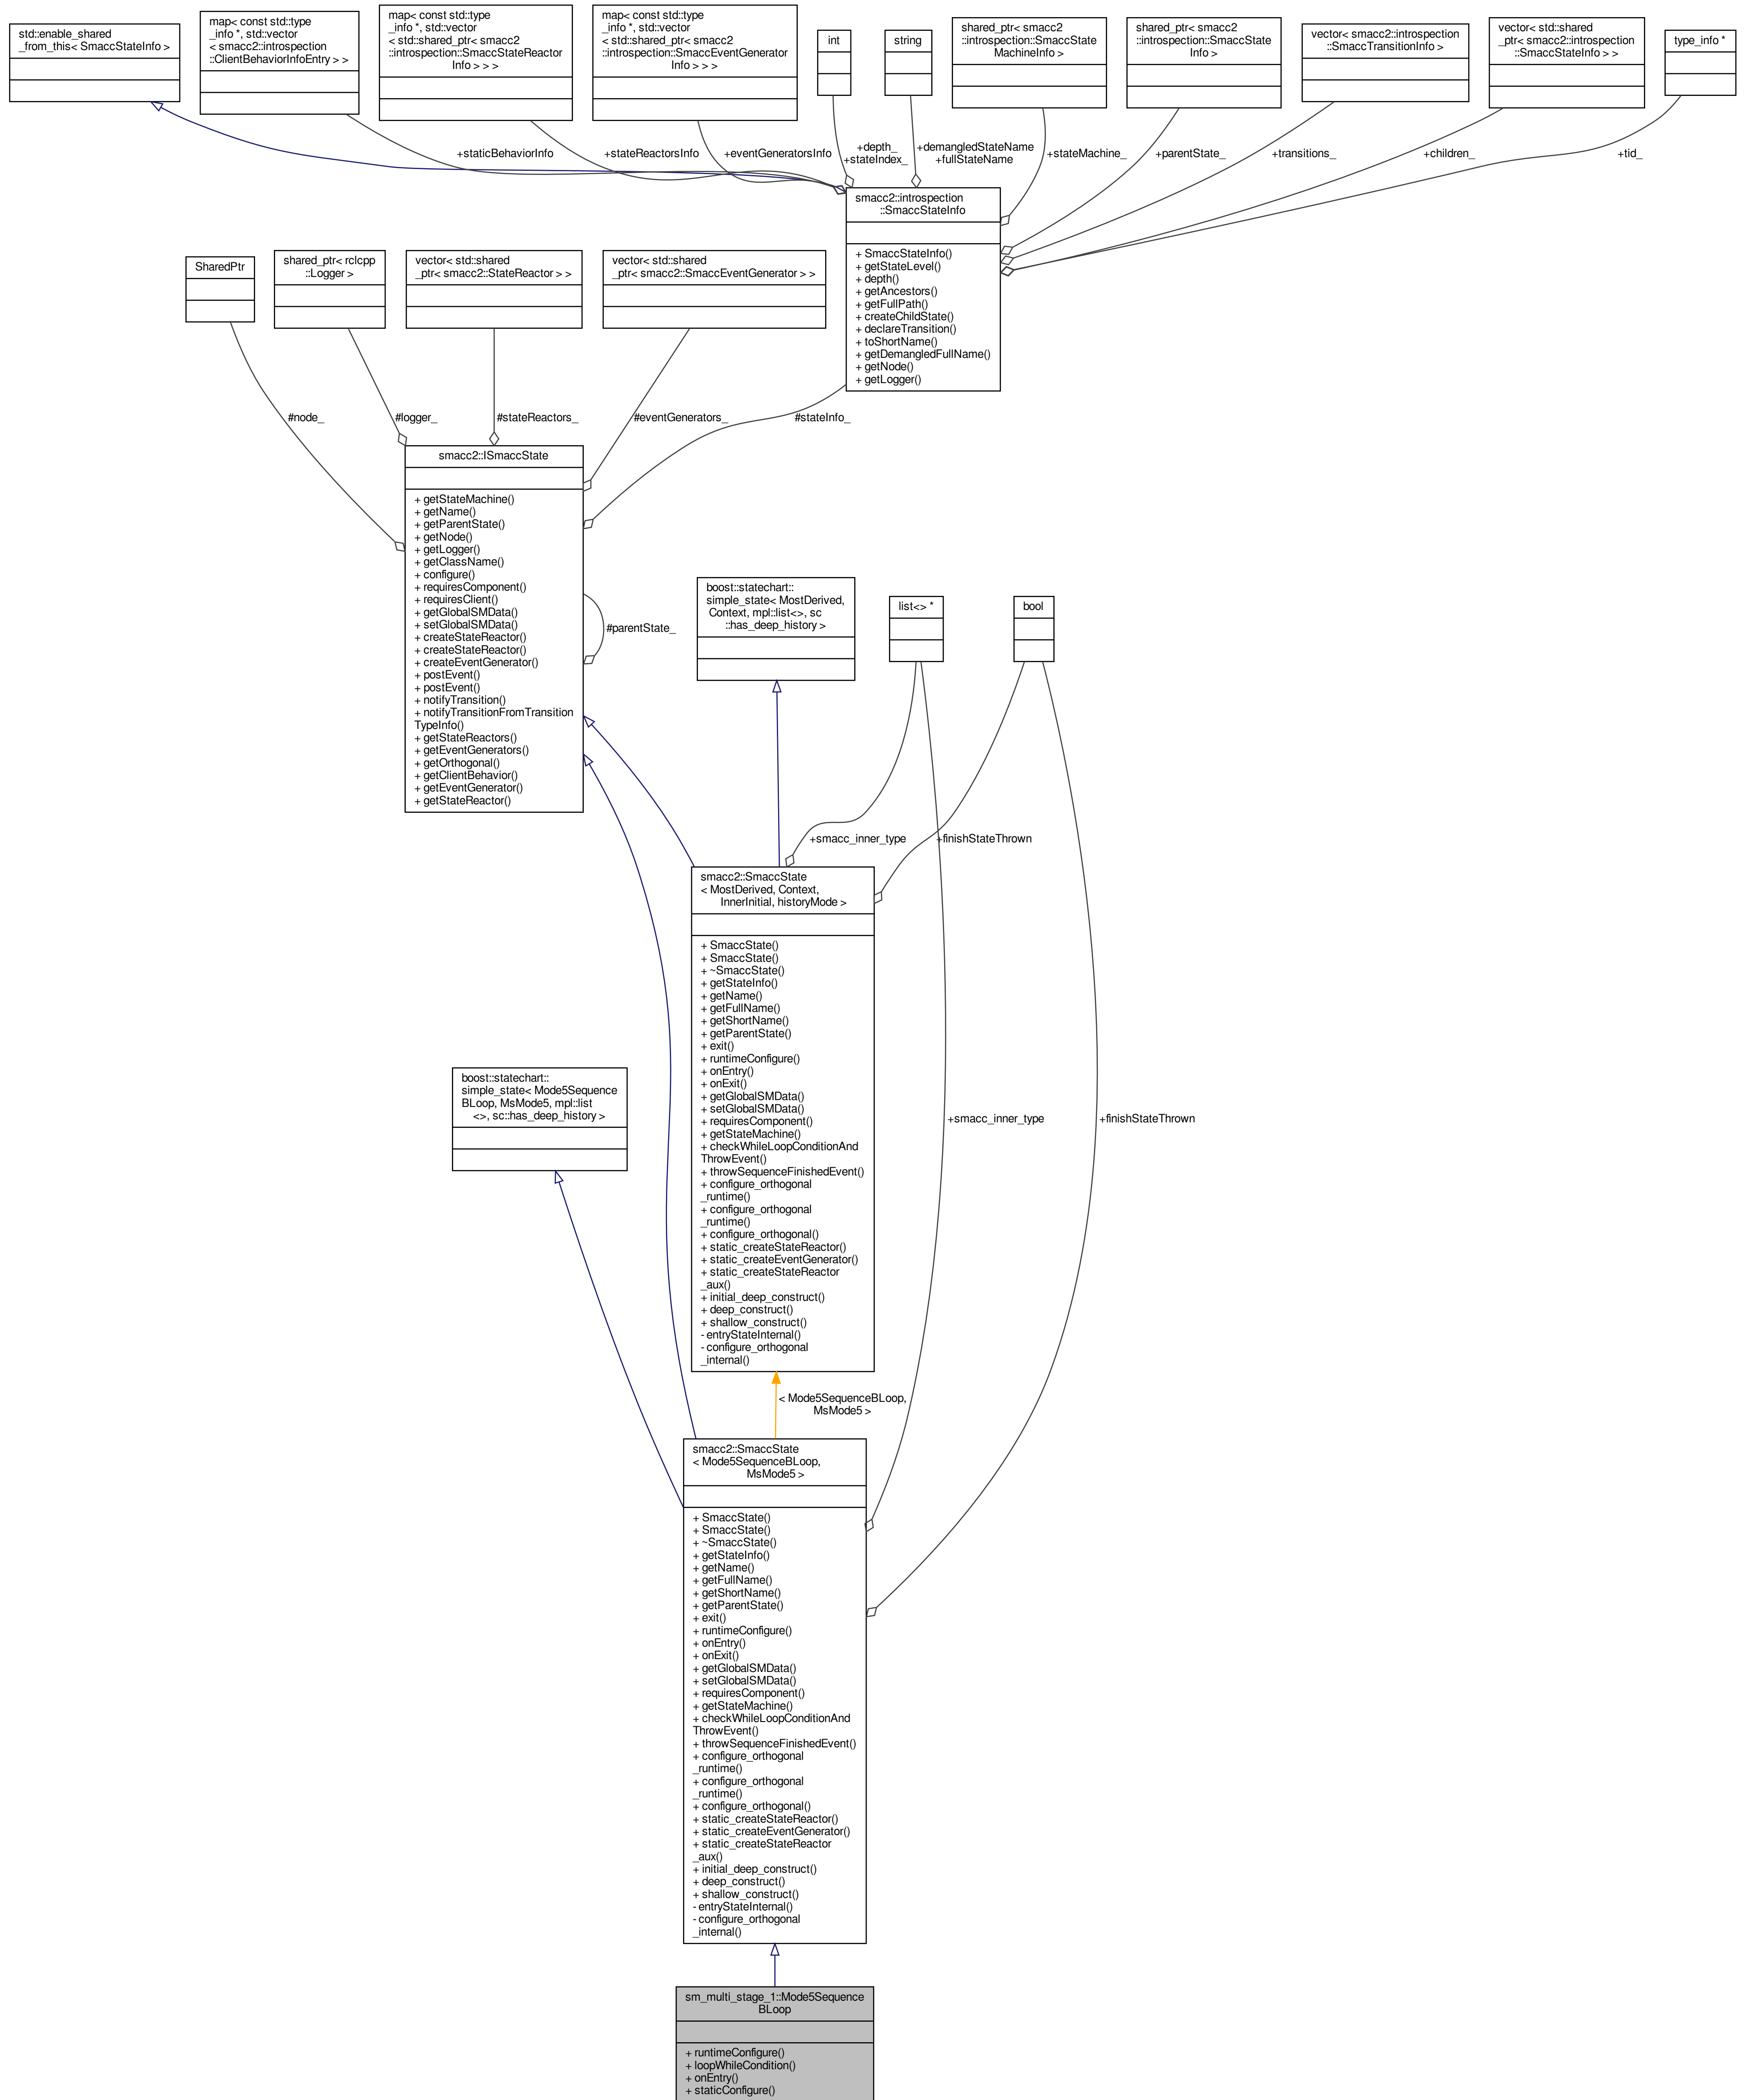 std::enable_shared
_from_this< SmaccStateInfo >
map< const std::type
_info *, std::vector
< smacc2::introspection
::ClientBehaviorInfoEntry > >
map< const std::type
_info *, std::vector
< std::shared_ptr< smacc2
::introspection::SmaccStateReactor
Info > > >
map< const std::type
_info *, std::vector
< std::shared_ptr< smacc2
::introspection::SmaccEventGenerator
Info > > >
int
string
shared_ptr< smacc2
::introspection::SmaccState
MachineInfo >
shared_ptr< smacc2
::introspection::SmaccState
Info >
vector< smacc2::introspection
::SmaccTransitionInfo >
vector< std::shared
_ptr< smacc2::introspection
::SmaccStateInfo > >
type_info *
+staticBehaviorInfo
+stateReactorsInfo
+eventGeneratorsInfo
+depth_
+stateIndex_
+demangledStateName
+fullStateName
+stateMachine_
+parentState_
+transitions_
+children_
+tid_
smacc2::introspection
::SmaccStateInfo
+ SmaccStateInfo()
+ getStateLevel()
+ depth()
+ getAncestors()
+ getFullPath()
+ createChildState()
+ declareTransition()
+ toShortName()
+ getDemangledFullName()
+ getNode()
+ getLogger()
SharedPtr
shared_ptr< rclcpp
::Logger >
vector< std::shared
_ptr< smacc2::StateReactor > >
vector< std::shared
_ptr< smacc2::SmaccEventGenerator > >
#node_
#logger_
#stateReactors_
#eventGenerators_
#stateInfo_
smacc2::ISmaccState
+ getStateMachine()
+ getName()
+ getParentState()
+ getNode()
+ getLogger()
+ getClassName()
+ configure()
+ requiresComponent()
+ requiresClient()
+ getGlobalSMData()
+ setGlobalSMData()
+ createStateReactor()
+ createStateReactor()
+ createEventGenerator()
+ postEvent()
+ postEvent()
+ notifyTransition()
+ notifyTransitionFromTransition
TypeInfo()
+ getStateReactors()
+ getEventGenerators()
+ getOrthogonal()
+ getClientBehavior()
+ getEventGenerator()
+ getStateReactor()
#parentState_
boost::statechart::
simple_state< MostDerived,
Context, mpl::list<>, sc
::has_deep_history >
list<> *
bool
+smacc_inner_type
+finishStateThrown
smacc2::SmaccState
< MostDerived, Context,
InnerInitial, historyMode >
+ SmaccState()
+ SmaccState()
+ ~SmaccState()
+ getStateInfo()
+ getName()
+ getFullName()
+ getShortName()
+ getParentState()
+ exit()
+ runtimeConfigure()
+ onEntry()
+ onExit()
+ getGlobalSMData()
+ setGlobalSMData()
+ requiresComponent()
+ getStateMachine()
+ checkWhileLoopConditionAnd
ThrowEvent()
+ throwSequenceFinishedEvent()
+ configure_orthogonal
_runtime()
+ configure_orthogonal
_runtime()
+ configure_orthogonal()
+ static_createStateReactor()
+ static_createEventGenerator()
+ static_createStateReactor
_aux()
+ initial_deep_construct()
+ deep_construct()
+ shallow_construct()
- entryStateInternal()
- configure_orthogonal
_internal()
boost::statechart::
simple_state< Mode5Sequence
BLoop, MsMode5, mpl::list
<>, sc::has_deep_history >
+smacc_inner_type
+finishStateThrown
< Mode5SequenceBLoop,
MsMode5 >
smacc2::SmaccState
< Mode5SequenceBLoop,
MsMode5 >
+ SmaccState()
+ SmaccState()
+ ~SmaccState()
+ getStateInfo()
+ getName()
+ getFullName()
+ getShortName()
+ getParentState()
+ exit()
+ runtimeConfigure()
+ onEntry()
+ onExit()
+ getGlobalSMData()
+ setGlobalSMData()
+ requiresComponent()
+ getStateMachine()
+ checkWhileLoopConditionAnd
ThrowEvent()
+ throwSequenceFinishedEvent()
+ configure_orthogonal
_runtime()
+ configure_orthogonal
_runtime()
+ configure_orthogonal()
+ static_createStateReactor()
+ static_createEventGenerator()
+ static_createStateReactor
_aux()
+ initial_deep_construct()
+ deep_construct()
+ shallow_construct()
- entryStateInternal()
- configure_orthogonal
_internal()
sm_multi_stage_1::Mode5Sequence
BLoop
+ runtimeConfigure()
+ loopWhileCondition()
+ onEntry()
+ staticConfigure()